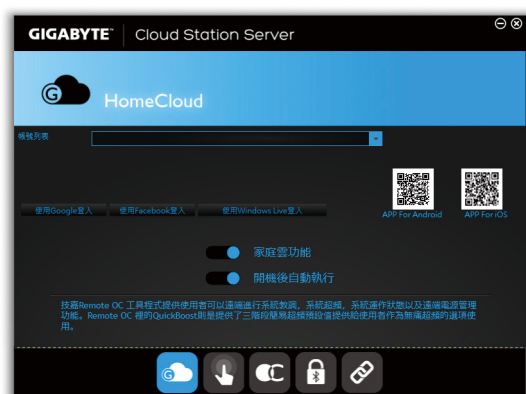 GIGABYTE™ Cloud Station Server
HomeCloud
帳號列表
使用Google登入 使用Facebook登入 使用Windows Live登入
APP For Android APP For iOS
家庭雲功能
開機後自動執行
技嘉Remote OC 工具程式提供使用者可以遠端進行系統教調，系統超頻，系統運作狀態以及遠端電源管理
功能。Remote OC 裡的QuickBoost則是提供了三階段簡易超頻預設值提供給使用者作為無痛超頻的選項使
用。